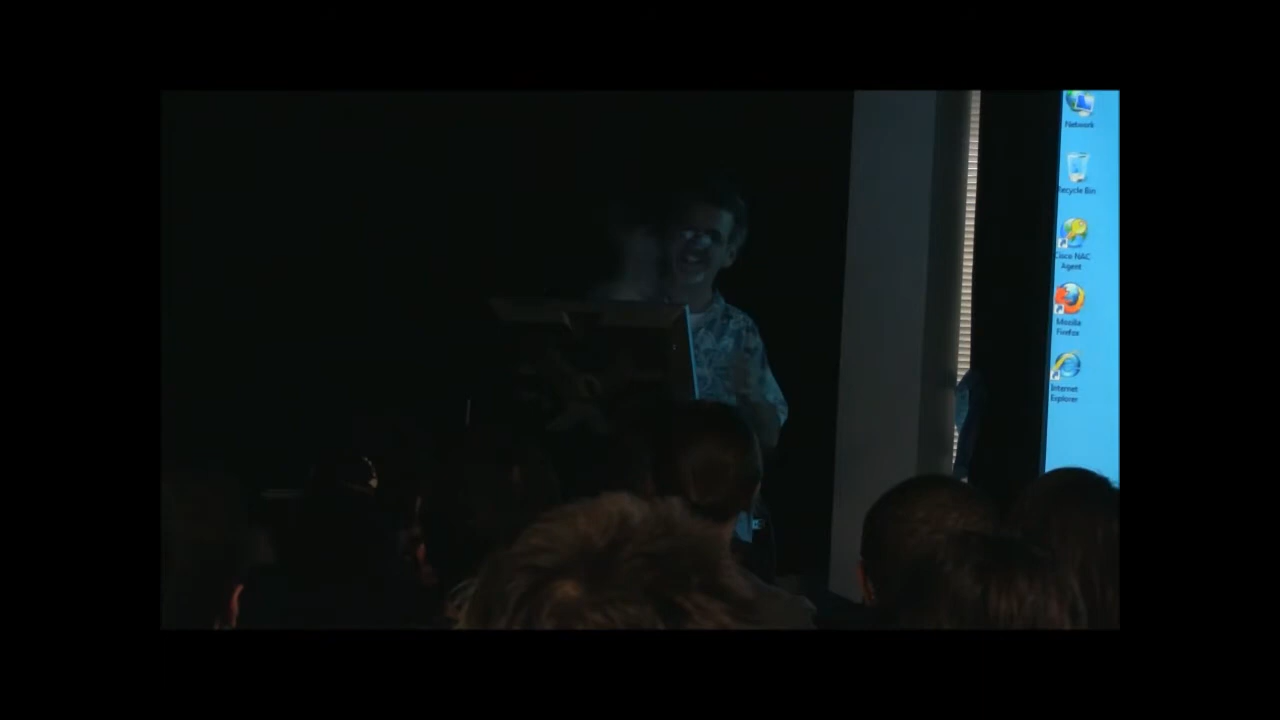 Network
Recycle Bin
Cisco NAC
Agent
Mozilla
Firefox
Internet
Explorer